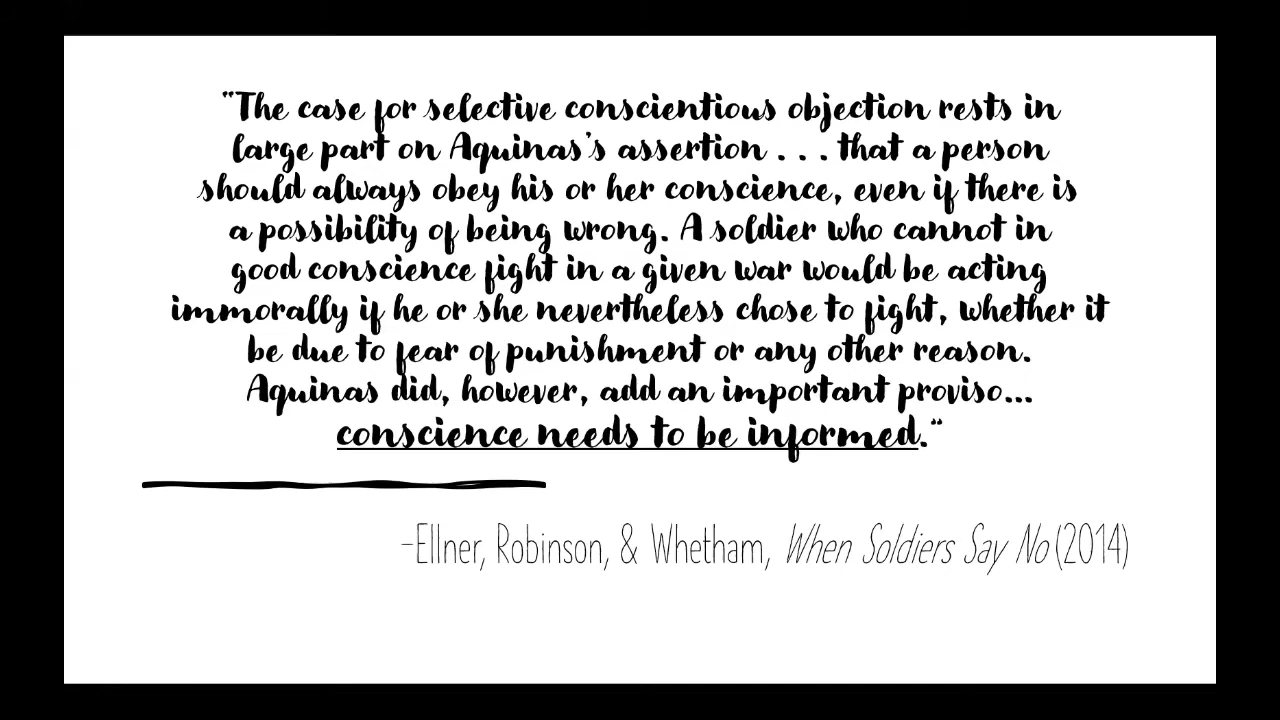 “The case for selective conscientious objection rests in
large part on Aquinas’s assertion . . . that a person
should always obey his or her conscience, even if there is
a possibility of being wrong. A soldier who cannot in
good conscience fight in a given war would be acting
immorally if he or she nevertheless chose to fight, whether it
be due to fear of punishment or any other reason.
Aquinas did, however, add an important proviso...
conscience needs to be informed.”
-Ellner, Robinson, & Whetham, When Soldiers Say No (2014)